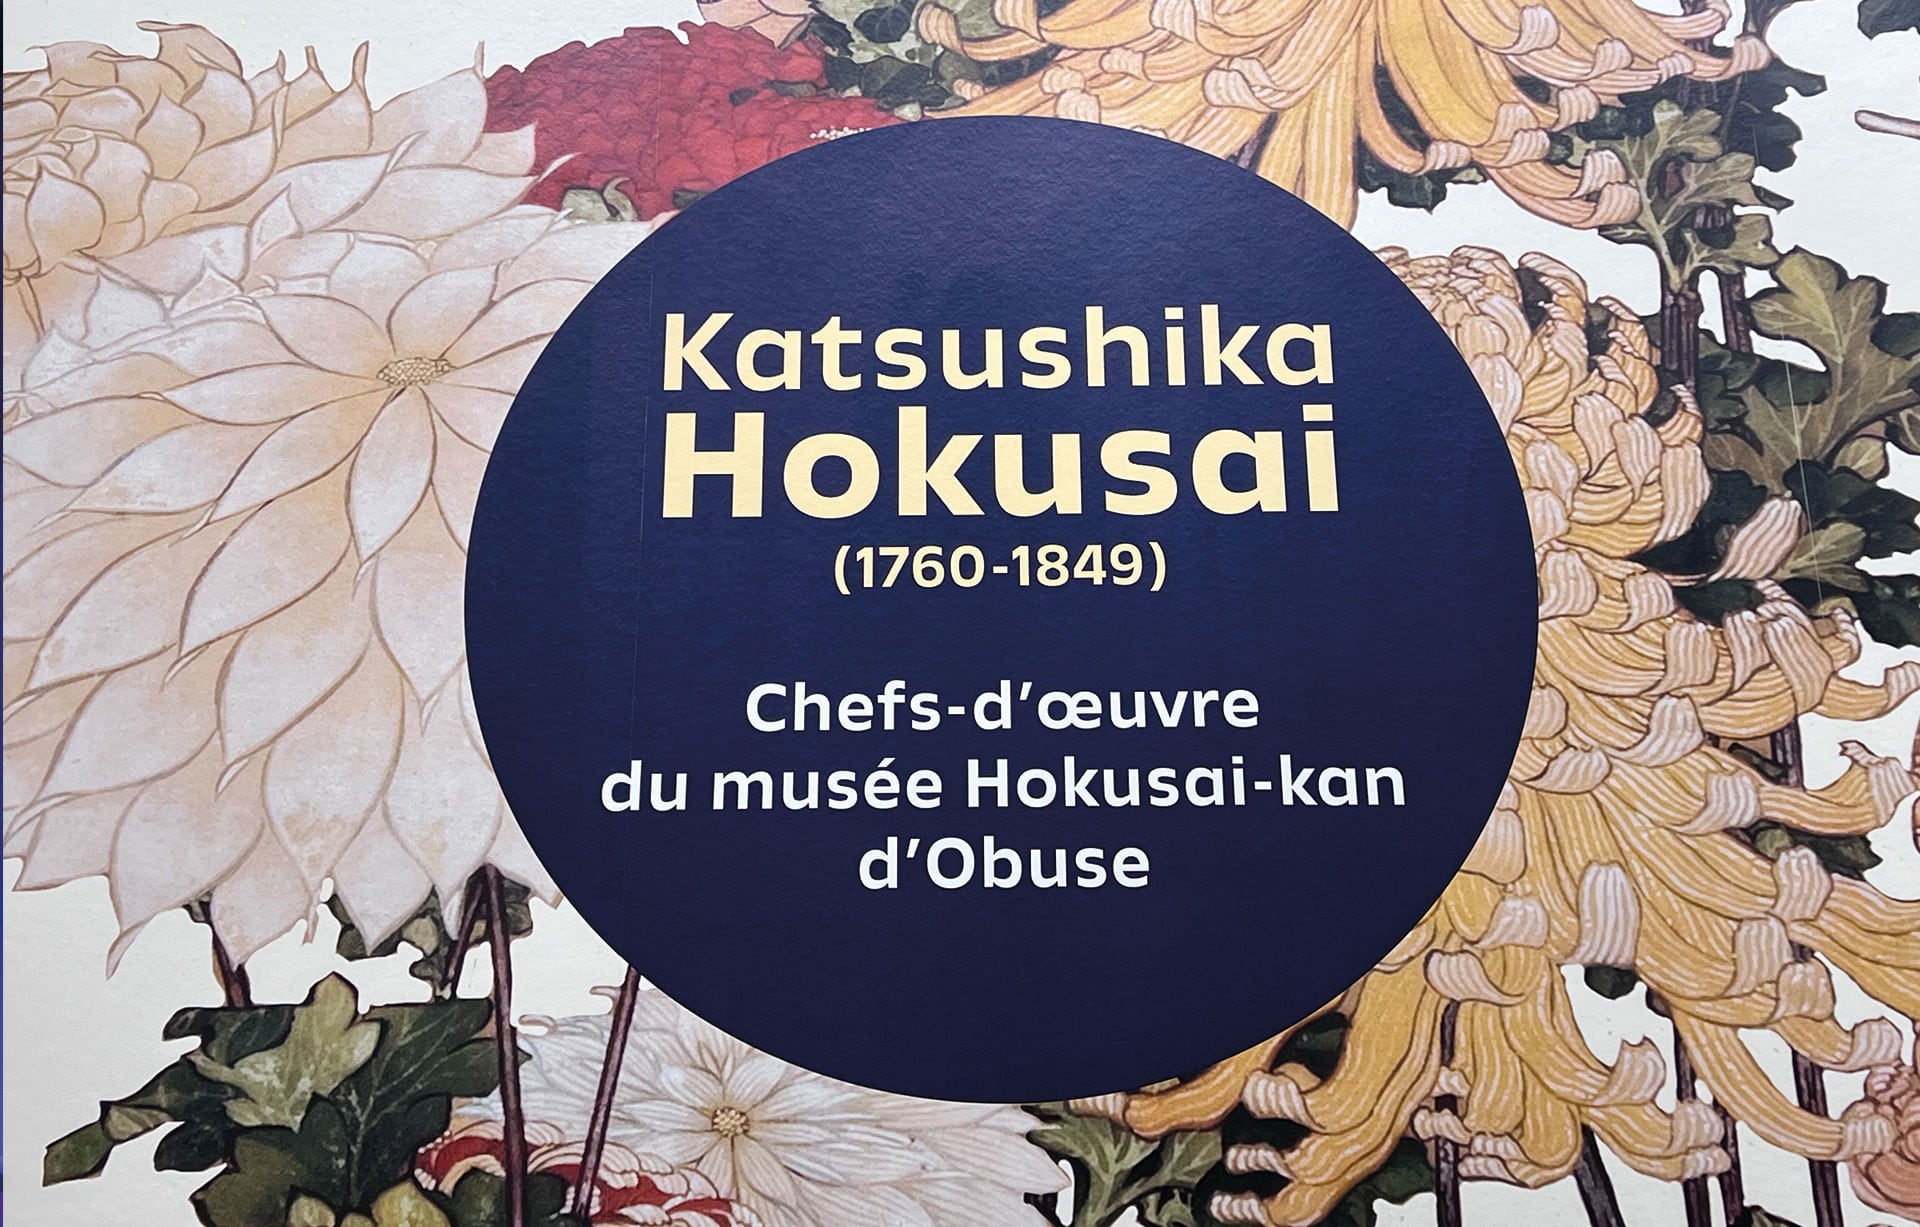 Katsushika
Hokusai
(1760-1849)
Chefs-d’œuvre
du musée Hokusai-kan
d’Obuse